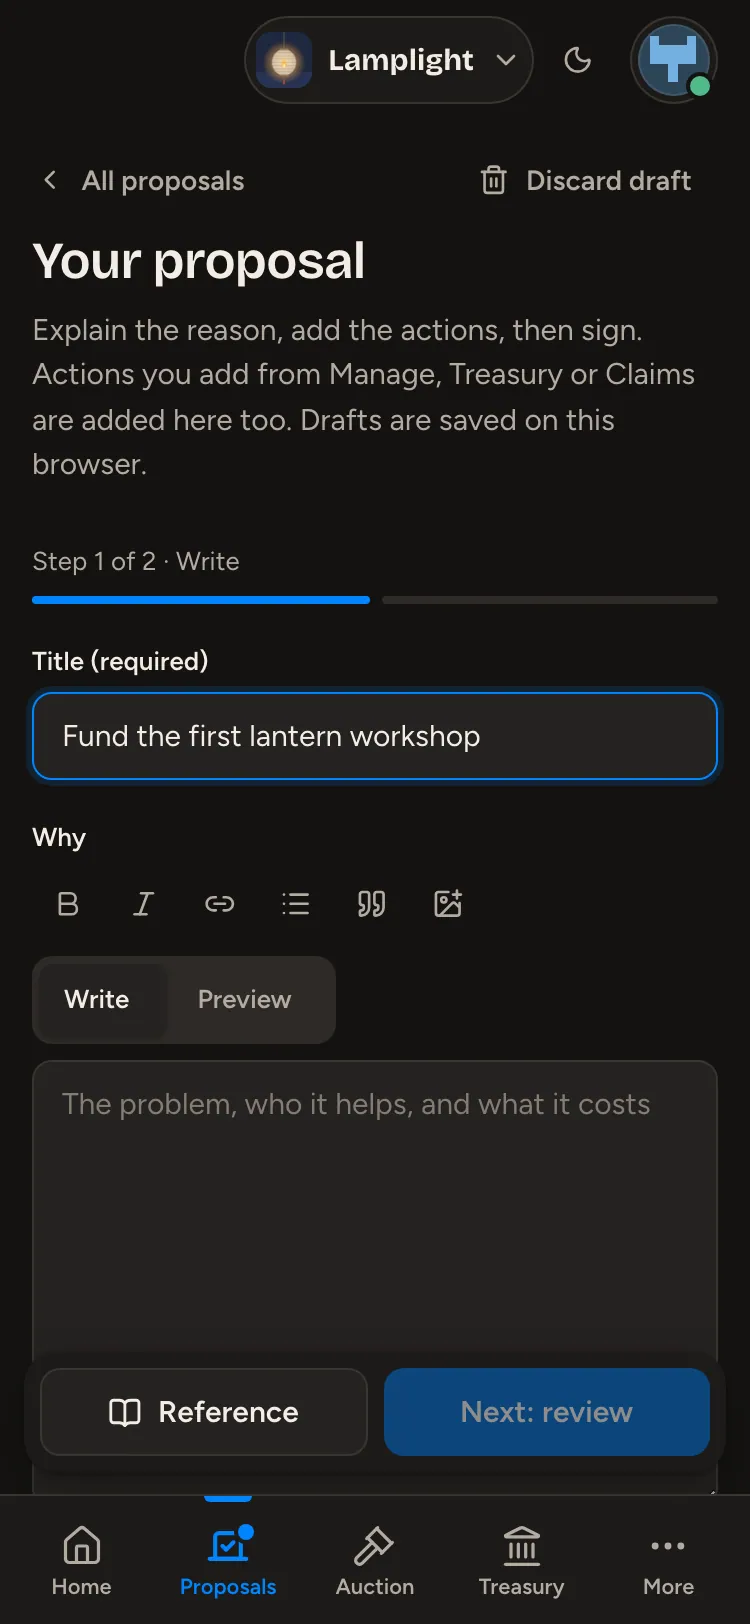 Lamplight
All proposals
Discard draft
Your proposal
Explain the reason, add the actions, then sign.
Actions you add from Manage, Treasury or Claims
are added here too. Drafts are saved on this
browser.
Step 1 of 2 · Write
Title (required)
Fund the first lantern workshop
Why
Write
Preview
The problem, who it helps, and what it costs
Reference
Next: review
Home
Proposals
Auction
Treasury
More